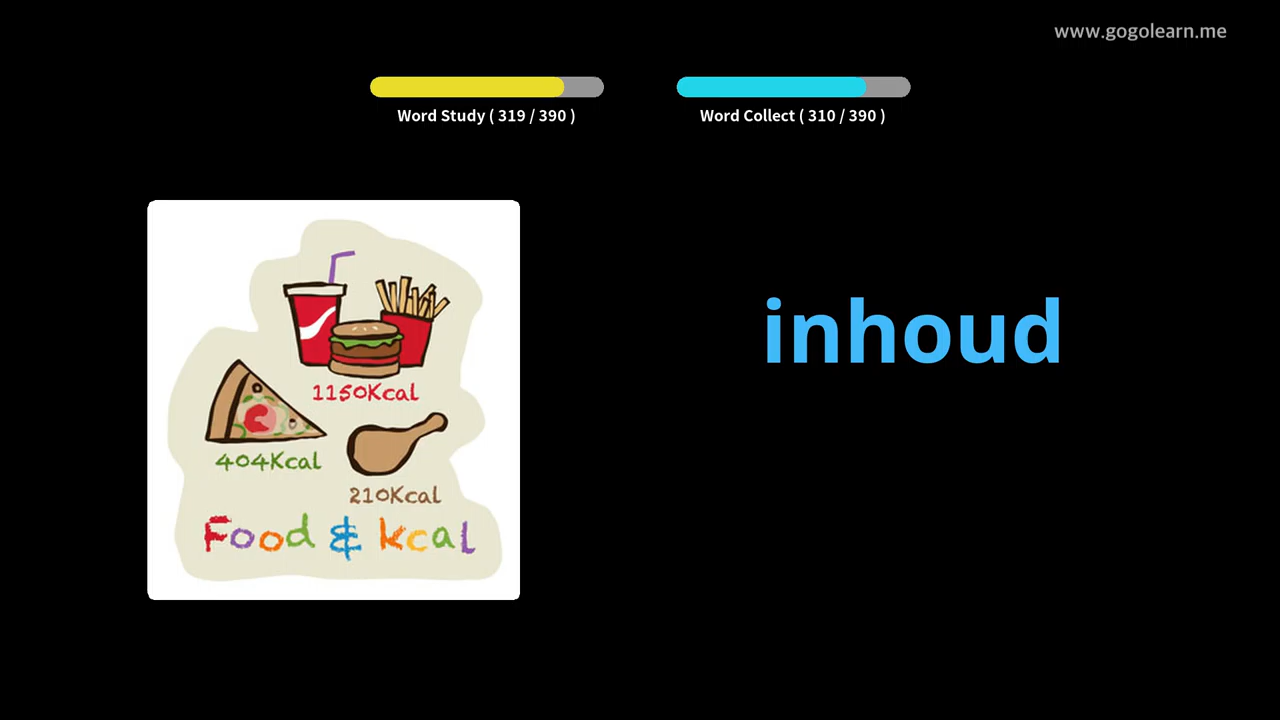 www.gogolearn.me
Word Study ( 319 / 390 )
Word Collect ( 310 / 390 )
inhoud
1150Kcal
404Kcal
210Kcal
Food & kcal